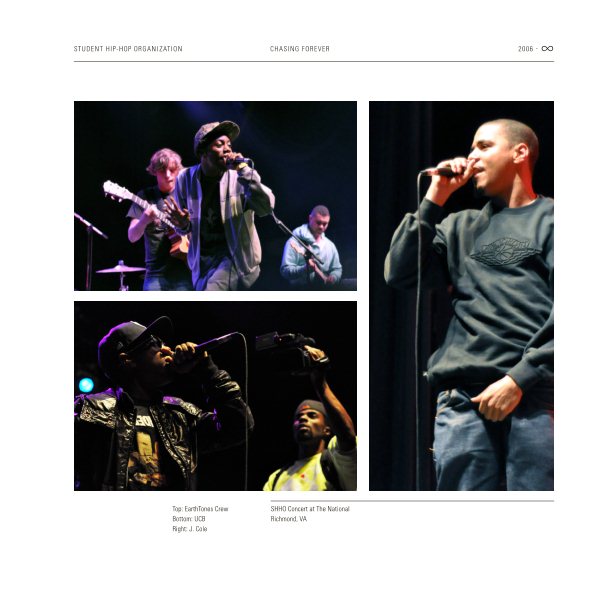 STUDENT HIP-HOP ORGANIZATION
CHASING FOREVER
2006 - ∞
Top: EarthTones Crew
Bottom: UCB
Right: J. Cole
SHHO Concert at The National
Richmond, VA